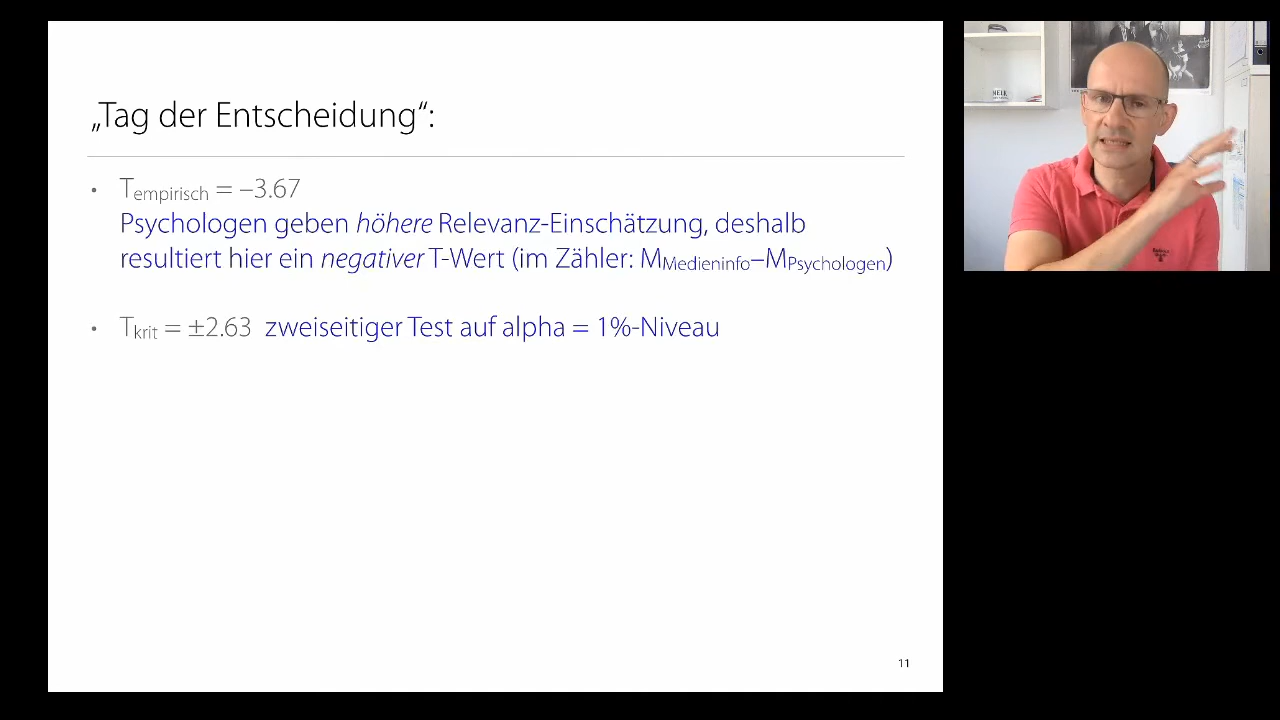 „Tag der Entscheidung“:
• Tempirisch = –3.67
Psychologen geben höhere Relevanz-Einschätzung, deshalb
resultiert hier ein negativer T-Wert (im Zähler: MMedieninfo–MPsychologen)
• Tkrit = ±2.63 zweiseitiger Test auf alpha = 1%-Niveau
11